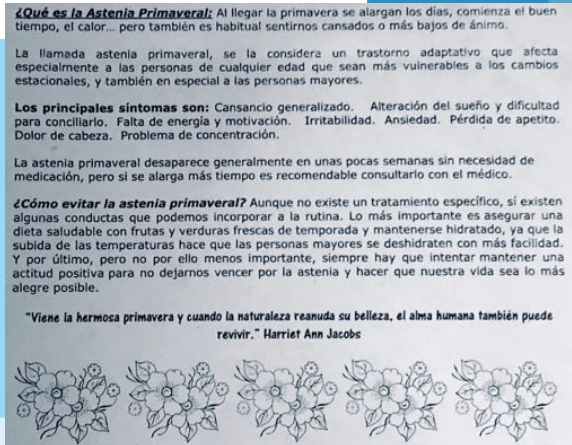 ¿Qué es la Astenia Primaveral: Al llegar la primavera se alargan los días, comienza el buen
tiempo, el calor... pero también es habitual sentirnos cansados o más bajos de ánimo.
La llamada astenia primaveral, se la considera un trastorno adaptativo que afecta
especialmente a las personas de cualquier edad que sean más vulnerables a los cambios
estacionales, y también en especial a las personas mayores.
Los principales síntomas son: Cansancio generalizado. Alteración del sueño y dificultad
para conciliarlo. Falta de energía y motivación. Irritabilidad. Ansiedad. Pérdida de apetito.
Dolor de cabeza. Problema de concentración.
La astenia primaveral desaparece generalmente en unas pocas semanas sin necesidad de
medicación, pero si se alarga más tiempo es recomendable consultarlo con el médico.
¿Cómo evitar la astenia primaveral? Aunque no existe un tratamiento específico, sí existen
algunas conductas que podemos incorporar a la rutina. Lo más importante es asegurar una
dieta saludable con frutas y verduras frescas de temporada y mantenerse hidratado, ya que la
subida de las temperaturas hace que las personas mayores se deshidraten con más facilidad.
Y por último, pero no por ello menos importante, siempre hay que intentar mantener una
actitud positiva para no dejarnos vencer por la astenia y hacer que nuestra vida sea lo más
alegre posible.
"Viene la hermosa primavera y cuando la naturaleza reanuda su belleza, el alma humana también puede
revivir." Harriet Ann Jacobs